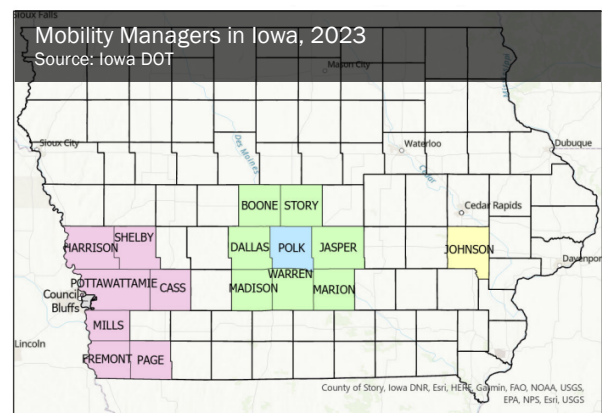 Sioux Falls
Mobility Managers in Iowa, 2023
Source: Iowa DOT
Mason City
Sioux City
Des Moines
Waterloo
Dubuque
Cedar
BOONE STORY
Cedar Rapids
HARRISON SHELBY
DALLAS POLK JASPER
JOHNSON
Davenpor
POTTAWATTAMIE CASS
MADISON WARREN MARION
Council
Bluffs
MILLS
Lincoln
FREMONT PAGE
County of Story, Iowa DNR, Esri, HERE, Garmin, FAO, NOAA, USGS,
EPA, NPS, Esri, USGS